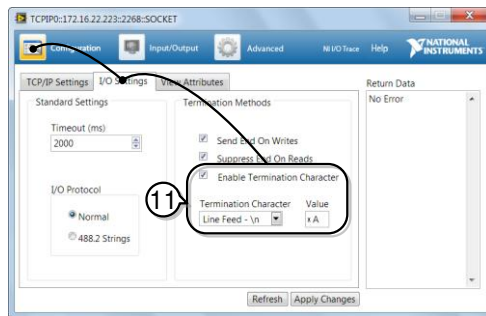 TCPIP0::172.16.22.223::2268::SOCKET
Configuration Input/Output Advanced NI I/O Trace Help NATIONAL INSTRUMENTS
TCP/IP Settings I/O Settings View Attributes
Return Data
Standard Settings
Termination Methods
No Error
Timeout (ms)
2000
Send End On Writes
Suppress End On Reads
Enable Termination Character
I/O Protocol
11
Termination Character Value
Normal
Line Feed - \n
488.2 Strings
Refresh Apply Changes